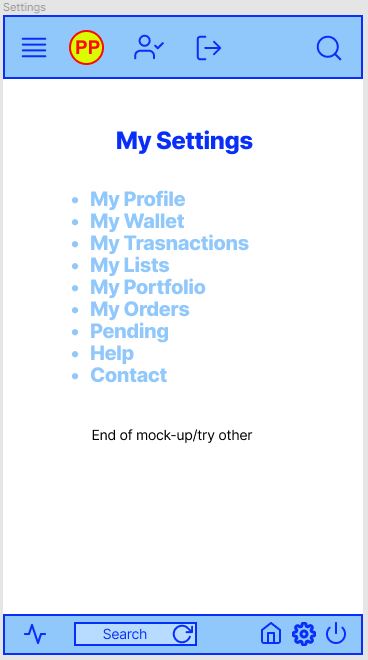 Settings
PP
My Settings
• My Profile
• My Wallet
• My Trasnactions
• My Lists
• My Portfolio
• My Orders
• Pending
• Help
• Contact
End of mock-up/try other
Search